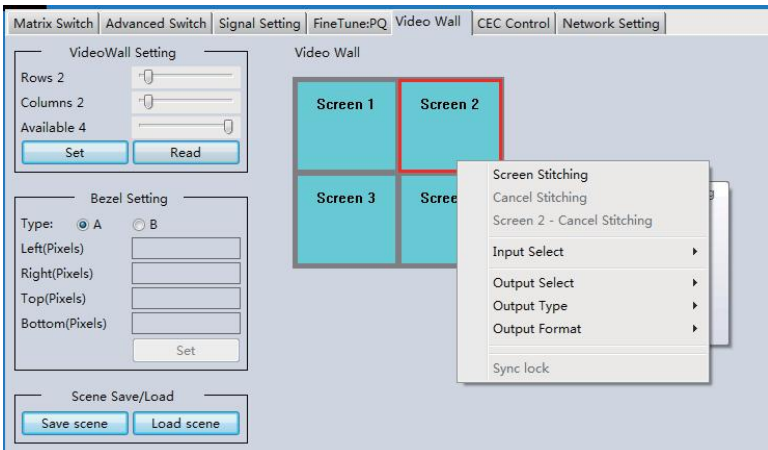 Matrix Switch Advanced Switch Signal Setting FineTune:PQ Video Wall CEC Control Network Setting
VideoWall Setting
Rows 2
Columns 2
Available 4
Set Read
Bezel Setting
Type: A B
Left(Pixels)
Right(Pixels)
Top(Pixels)
Bottom(Pixels)
Set
Scene Save/Load
Save scene Load scene
Video Wall
Screen 1 Screen 2
Screen 3
Screen Stitching
Cancel Stitching
Screen 2 - Cancel Stitching
Input Select
Output Select
Output Type
Output Format
Sync lock